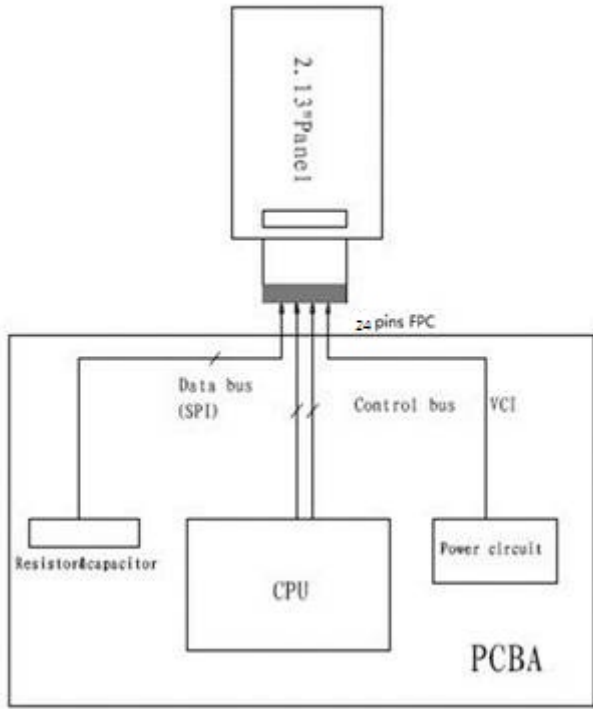 2.13"Panel
24 pins FPC
Data bus
(SPI)
Control bus
VCI
Resistor&capacitor
CPU
Power circuit
PCBA